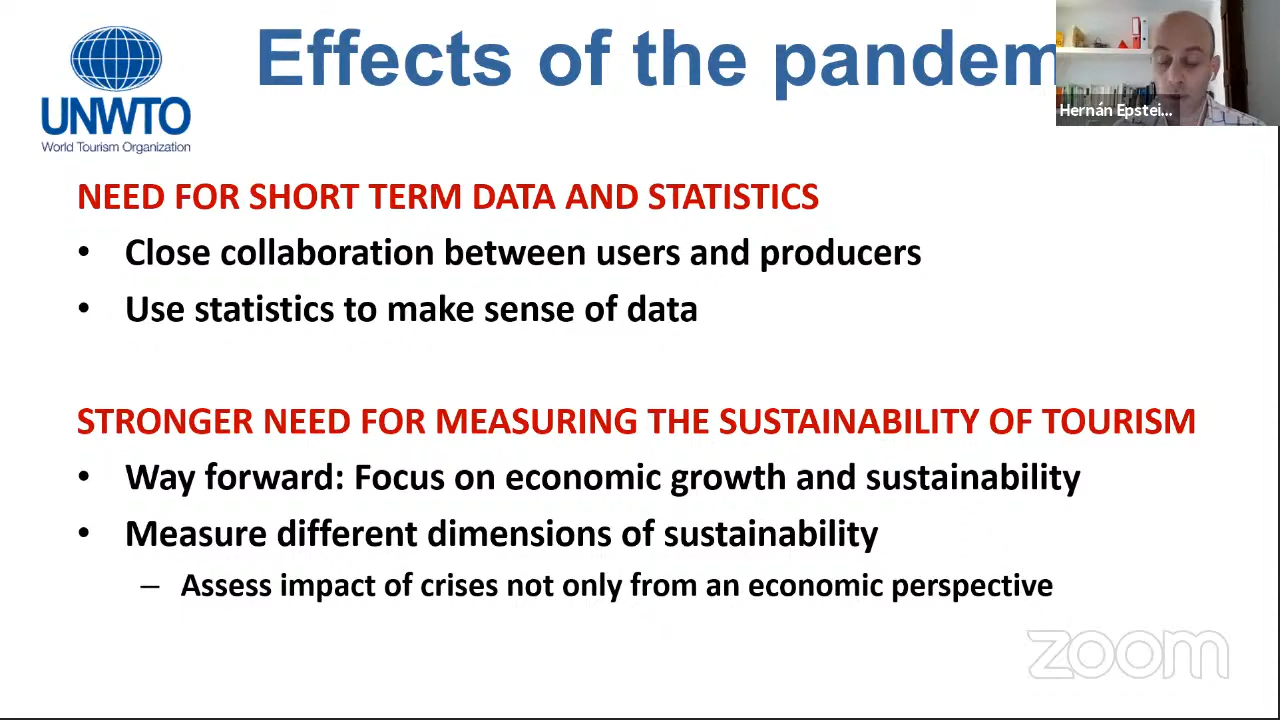 UNWTO
World Tourism Organization
Effects of the pandem
Hernán Epstei...
NEED FOR SHORT TERM DATA AND STATISTICS
• Close collaboration between users and producers
• Use statistics to make sense of data
STRONGER NEED FOR MEASURING THE SUSTAINABILITY OF TOURISM
• Way forward: Focus on economic growth and sustainability
• Measure different dimensions of sustainability
– Assess impact of crises not only from an economic perspective
zoom